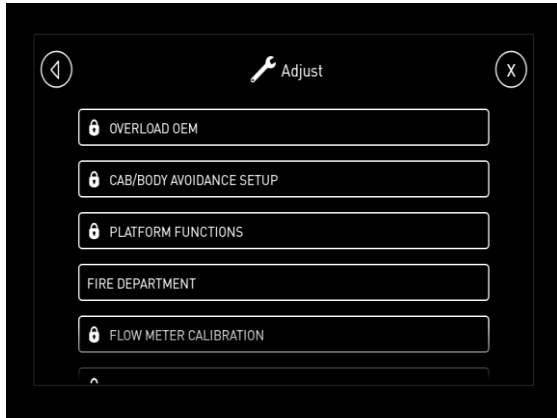 Adjust
X
OVERLOAD OEM
CAB/BODY AVOIDANCE SETUP
PLATFORM FUNCTIONS
FIRE DEPARTMENT
FLOW METER CALIBRATION